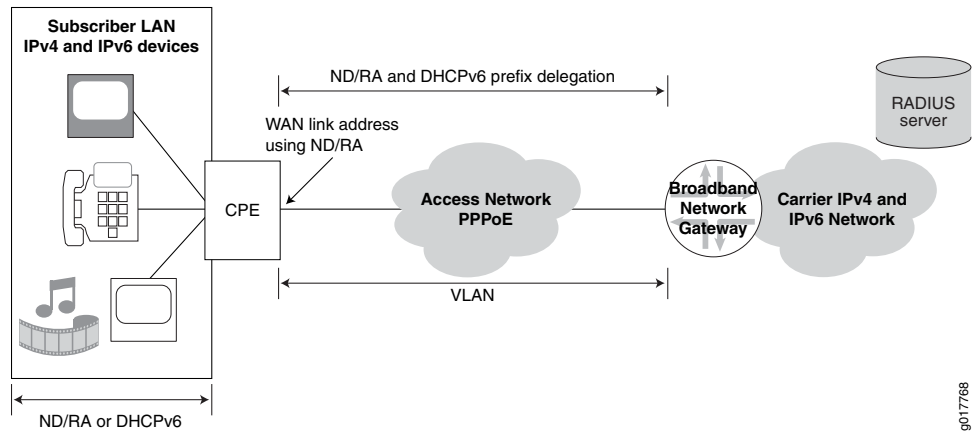 Subscriber LAN
IPv4 and IPv6 devices
ND/RA and DHCPv6 prefix delegation
RADIUS
server
WAN link address
using ND/RA
CPE
Access Network
PPPoE
Broadband
Network
Gateway
Carrier IPv4 and
IPv6 Network
VLAN
ND/RA or DHCPv6
g017768